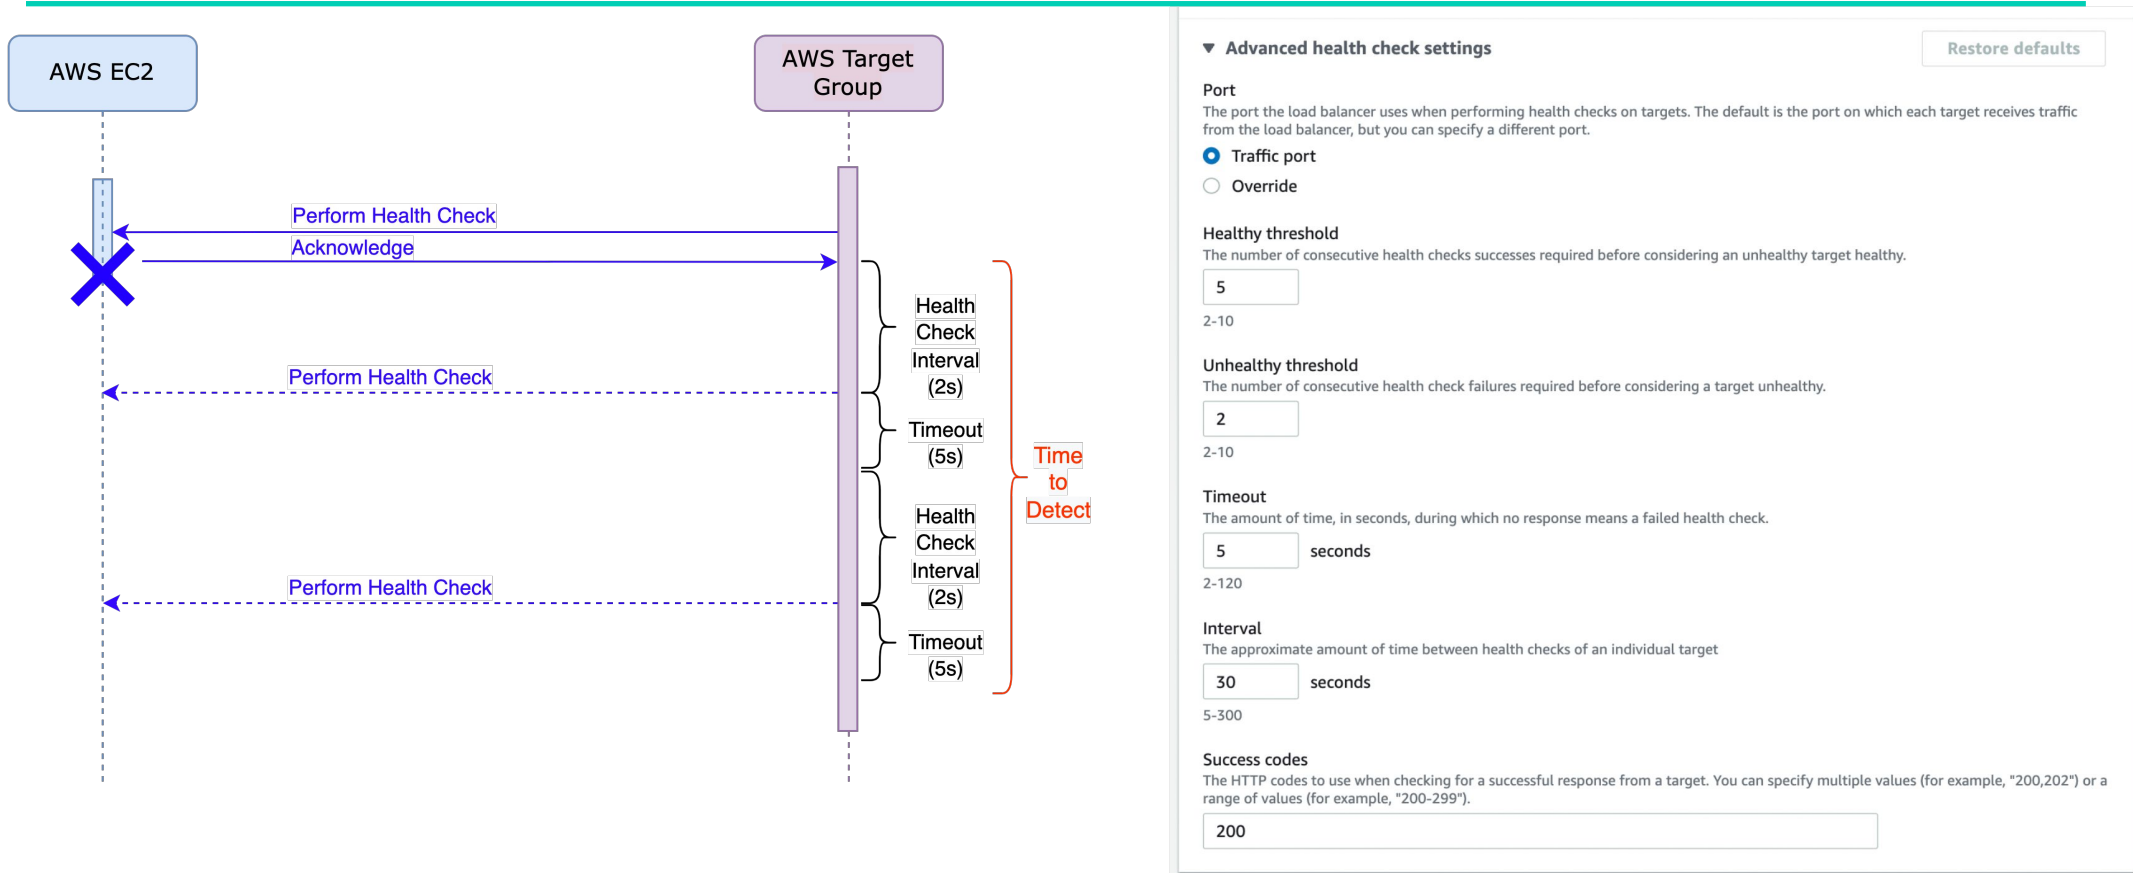 AWS EC2
AWS Target
Group
Perform Health Check
Acknowledge
Health
Check
Interval
(2s)
Perform Health Check
Timeout
(5s)
Time
to
Detect
Health
Check
Interval
(2s)
Perform Health Check
Timeout
(5s)
▼ Advanced health check settings
Restore defaults
Port
The port the load balancer uses when performing health checks on targets. The default is the port on which each target receives traffic
from the load balancer, but you can specify a different port.
Traffic port
Override
Healthy threshold
The number of consecutive health checks successes required before considering an unhealthy target healthy.
5
2-10
Unhealthy threshold
The number of consecutive health check failures required before considering a target unhealthy.
2
2-10
Timeout
The amount of time, in seconds, during which no response means a failed health check.
5 seconds
2-120
Interval
The approximate amount of time between health checks of an individual target
30 seconds
5-300
Success codes
The HTTP codes to use when checking for a successful response from a target. You can specify multiple values (for example, "200,202") or a
range of values (for example, "200-299").
200